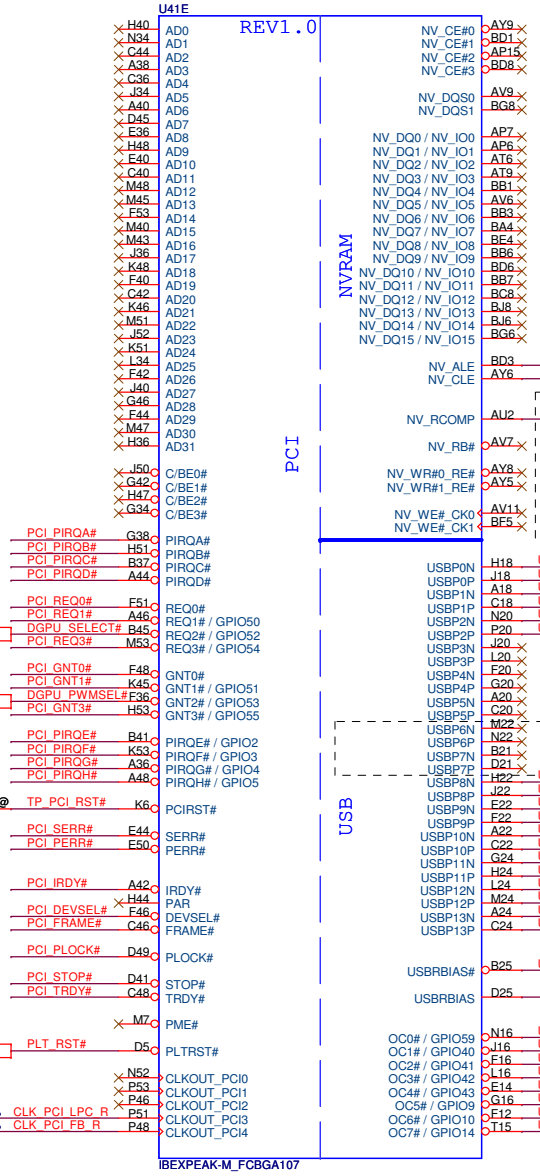 U41E
REV1.0
H40 AD0 NV_CE#0 AY9
N34 AD1 NV_CE#1 BD1
C44 AD2 NV_CE#2 AP15
A38 AD3 NV_CE#3 BD8
C36 AD4
J34 AD5 NV_DQS0 AV9
A40 AD6 NV_DQS1 BG8
D45 AD7
E36 AD8 NV_DQ0 / NV_IO0 AP7
H48 AD9 NV_DQ1 / NV_IO1 AP6
E40 AD10 NV_DQ2 / NV_IO2 AT6
C40 AD11 NV_DQ3 / NV_IO3 AT9
M48 AD12 NV_DQ4 / NV_IO4 BB1
M45 AD13 NV_DQ5 / NV_IO5 AV6
F53 AD14 NV_DQ6 / NV_IO6 BB3
M40 AD15 NV_DQ7 / NV_IO7 BA4
M43 AD16 NV_DQ8 / NV_IO8 BE4
J36 AD17 NV_DQ9 / NV_IO9 BB6
K48 AD18 NV_DQ10 / NV_IO10 BD6
F40 AD19 NV_DQ11 / NV_IO11 BB7
C42 AD20 NV_DQ12 / NV_IO12 BC8
K46 AD21 NV_DQ13 / NV_IO13 BJ8
M51 AD22 NV_DQ14 / NV_IO14 BJ6
J52 AD23 NV_DQ15 / NV_IO15 BG6
K51 AD24
L34 AD25 NV_ALE BD3
F42 AD26 NV_CLE AY6
J40 AD27
G46 AD28
F44 AD29 NV_RCOMP AU2
M47 AD30
H36 AD31 NV_RB# AV7
NVRAM
PCI
J50 C/BE0# NV_WR#0_RE# AY8
G42 C/BE1# NV_WR#1_RE# AY5
H47 C/BE2#
G34 C/BE3# NV_WE#_CK0 AV11
NV_WE#_CK1 BF5
PCI_PIRQA# G38 PIRQA#
PCI_PIRQB# H51 PIRQB#
PCI_PIRQC# B37 PIRQC# USBP0N H18
PCI_PIRQD# A44 PIRQD# USBP0P J18
USBP1N A18
PCI_REQ0# F51 REQ0# USBP1P C18
PCI_REQ1# A46 REQ1# / GPIO50 USBP2N N20
DGPU_SELECT# B45 REQ2# / GPIO52 USBP2P P20
PCI_REQ3# M53 REQ3# / GPIO54 USBP3N J20
USBP3P L20
PCI_GNT0# F48 GNT0# USBP4N F20
PCI_GNT1# K45 GNT1# / GPIO51 USBP4P G20
DGPU_PWMSEL# F36 GNT2# / GPIO53 USBP5N A20
PCI_GNT3# H53 GNT3# / GPIO55 USBP5P C20
USBP6N M22
PCI_PIRQE# B41 PIRQE# / GPIO2 USBP6P N22
PCI_PIRQF# K53 PIRQF# / GPIO3 USBP7N B21
PCI_PIRQG# A36 PIRQG# / GPIO4 USBP7P D21
PCI_PIRQH# A48 PIRQH# / GPIO5 USBP8N H22
USBP8P J22
@ TP_PCI_RST# K6 PCIRST# USBP9N E22
USBP9P F22
USB
PCI_SERR# E44 SERR# USBP10N A22
PCI_PERR# E50 PERR# USBP10P C22
USBP11N G24
USBP11P H24
PCI_IRDY# A42 IRDY# USBP12N L24
H44 PAR USBP12P M24
PCI_DEVSEL# F46 DEVSEL# USBP13N A24
PCI_FRAME# C46 FRAME# USBP13P C24
PCI_PLOCK# D49 PLOCK#
USBRBIAS# B25
PCI_STOP# D41 STOP#
PCI_TRDY# C48 TRDY# USBRBIAS D25
M7 PME#
OC0# / GPIO59 N16
PLT_RST# D5 PLTRST# OC1# / GPIO40 J16
OC2# / GPIO41 F16
N52 CLKOUT_PCI0 OC3# / GPIO42 L16
P53 CLKOUT_PCI1 OC4# / GPIO43 E14
P46 CLKOUT_PCI2 OC5# / GPIO9 G16
CLK_PCI_LPC_R P51 CLKOUT_PCI3 OC6# / GPIO10 F12
CLK_PCI_FB_R P48 CLKOUT_PCI4 OC7# / GPIO14 T15
IBEXPEAK-M_FCBGA107